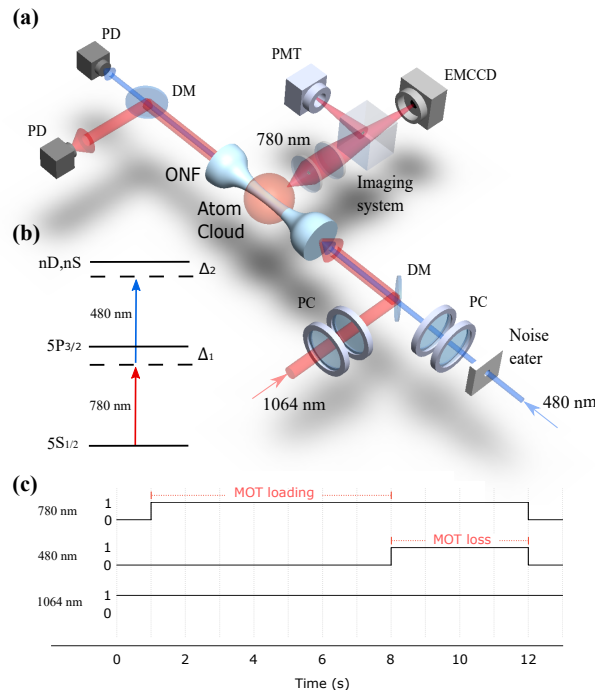 (a)
PD
PMT
EMCCD
DM
780 nm
PD
ONF
Imaging
system
Atom
Cloud
(b)
nD,nS
Δ2
DM
480 nm
PC
PC
5P3/2
Δ1
Noise
eater
780 nm
1064 nm
480 nm
5S1/2
(c)
MOT loading
780 nm
1
0
MOT loss
480 nm
1
0
1064 nm
1
0
0 2 4 6 8 10 12
Time (s)